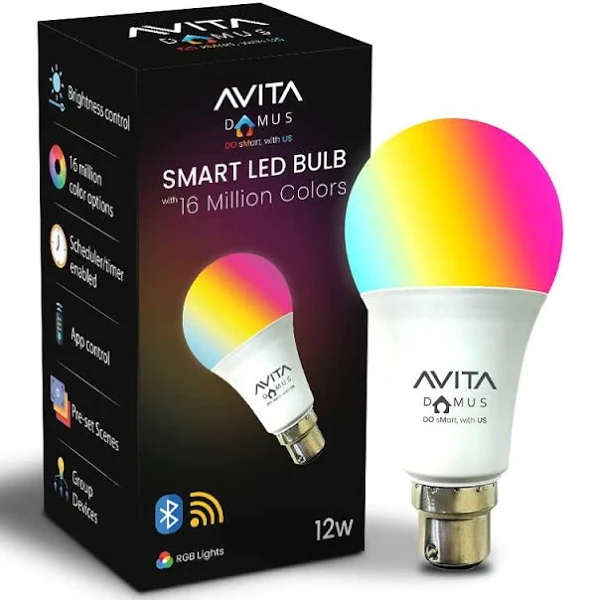 AVITA
DOMUS
DO sMart, with US
Brightness control
16 million
color options
Scheduler/timer
enabled
App control
Pre-set Scenes
Group
Devices
AVITA
DOMUS
DO sMart, with US
SMART LED BULB
with 16 Million Colors
AVITA
DOMUS
12W
RGB Lights
AVITA
DOMUS
DO sMart, with US